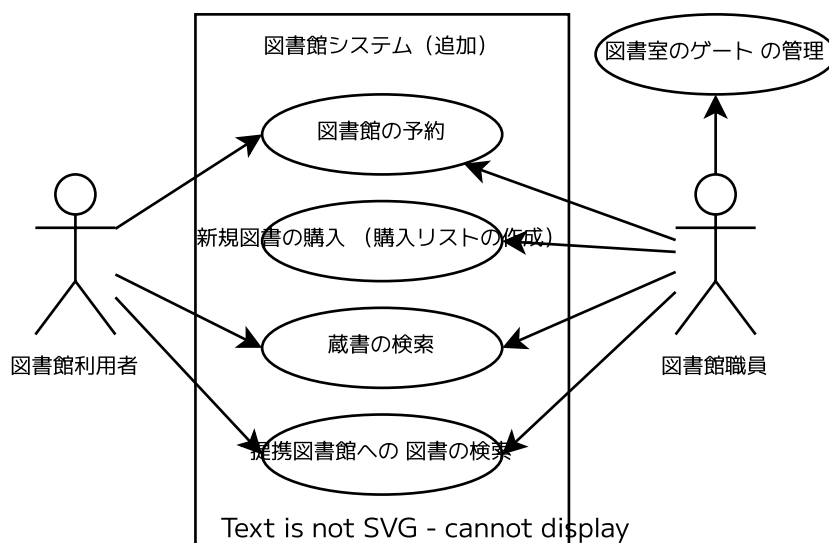 図書館システム（追加）
図書室のゲート の管理
図書館の予約
新規図書の購入 （購入リストの作成）
蔵書の検索
図書館利用者
図書館職員
提携図書館への 図書の検索
Text is not SVG - cannot display